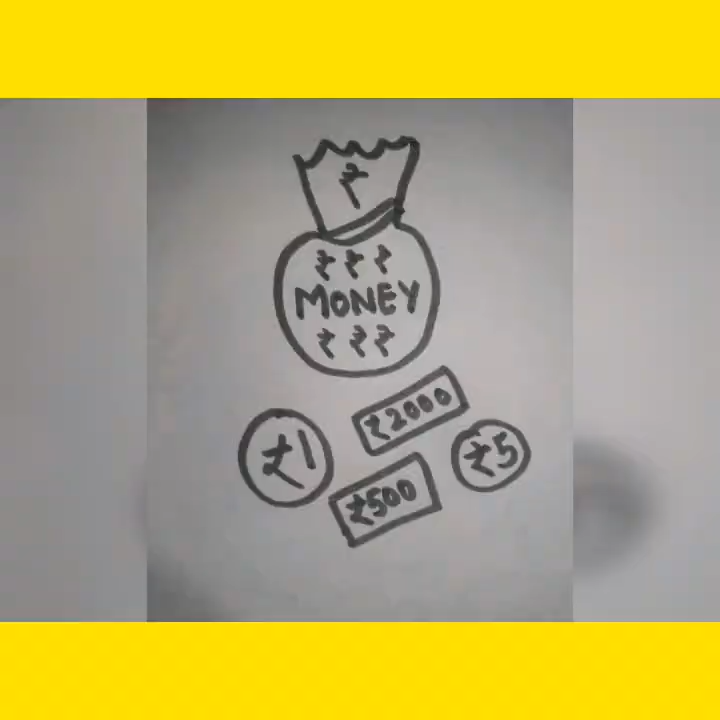 ₹
₹ ₹ ₹
MONEY
₹ ₹ ₹
₹2000
₹1
₹5
₹500